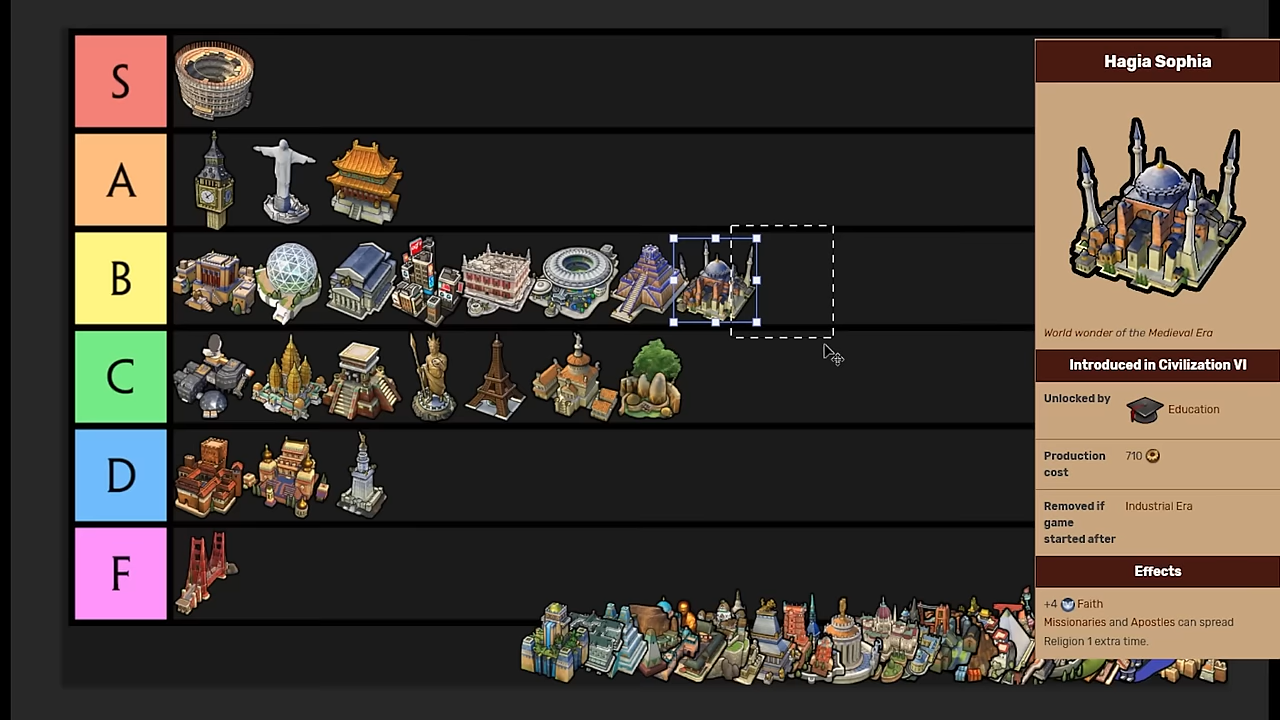 S
A
B
C
D
F
Hagia Sophia
World wonder of the Medieval Era
Introduced in Civilization VI
Unlocked by
Education
Production cost
710
Removed if game started after
Industrial Era
Effects
+4 Faith
Missionaries and Apostles can spread
Religion 1 extra time.